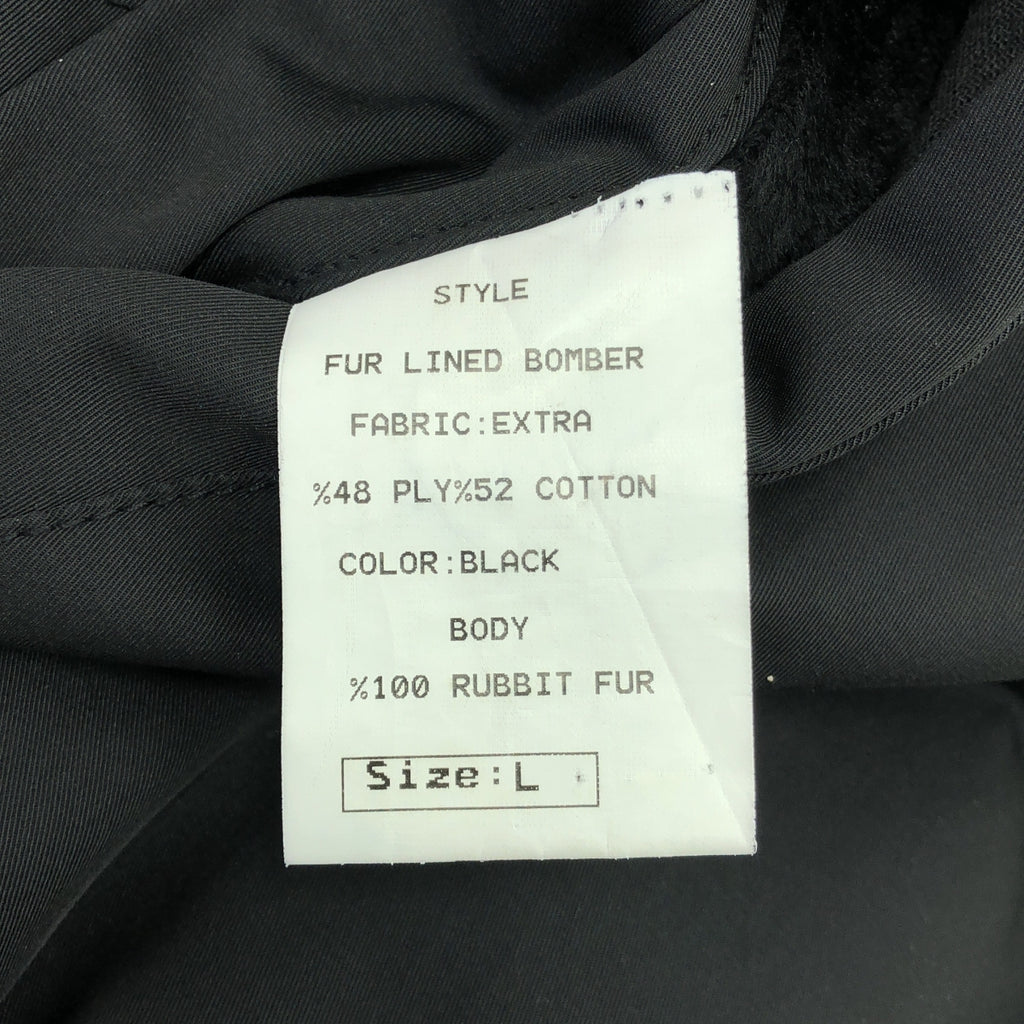 STYLE
FUR LINED BOMBER
FABRIC:EXTRA
%48 PLY%52 COTTON
COLOR:BLACK
BODY
%100 RUBBIT FUR
Size:L